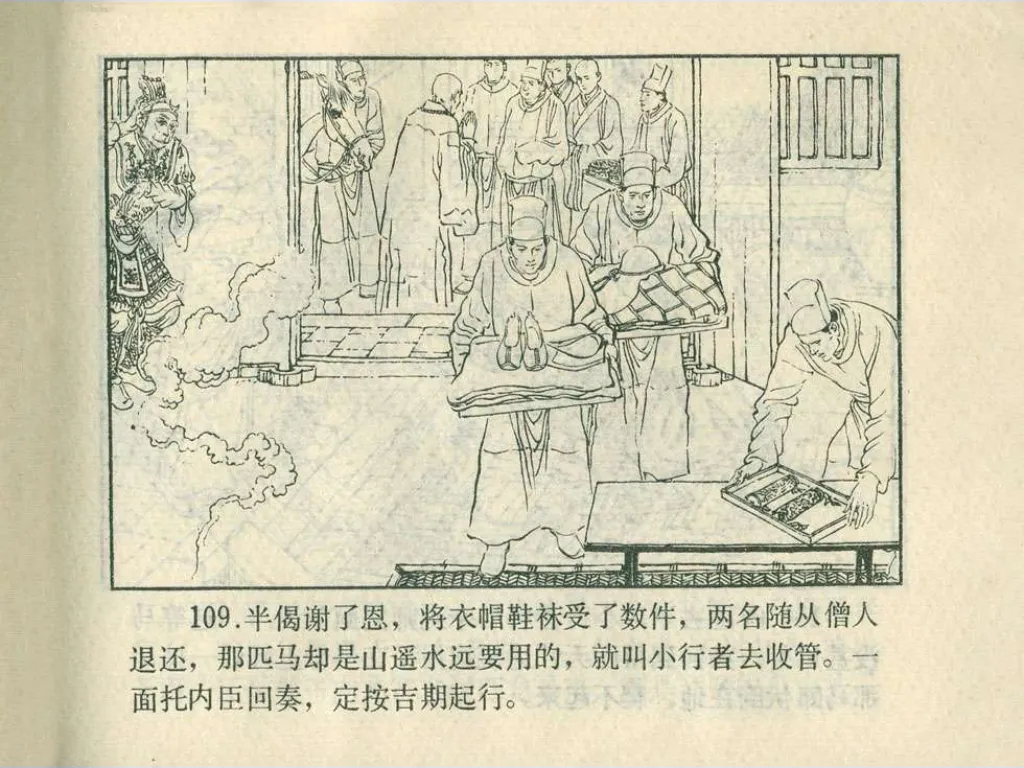 109.半偈谢了恩，将衣帽鞋袜受了数件，两名随从僧人
退还，那匹马却是山遥水远要用的，就叫小行者去收管。一
面托内臣回奏，定按吉期起行。